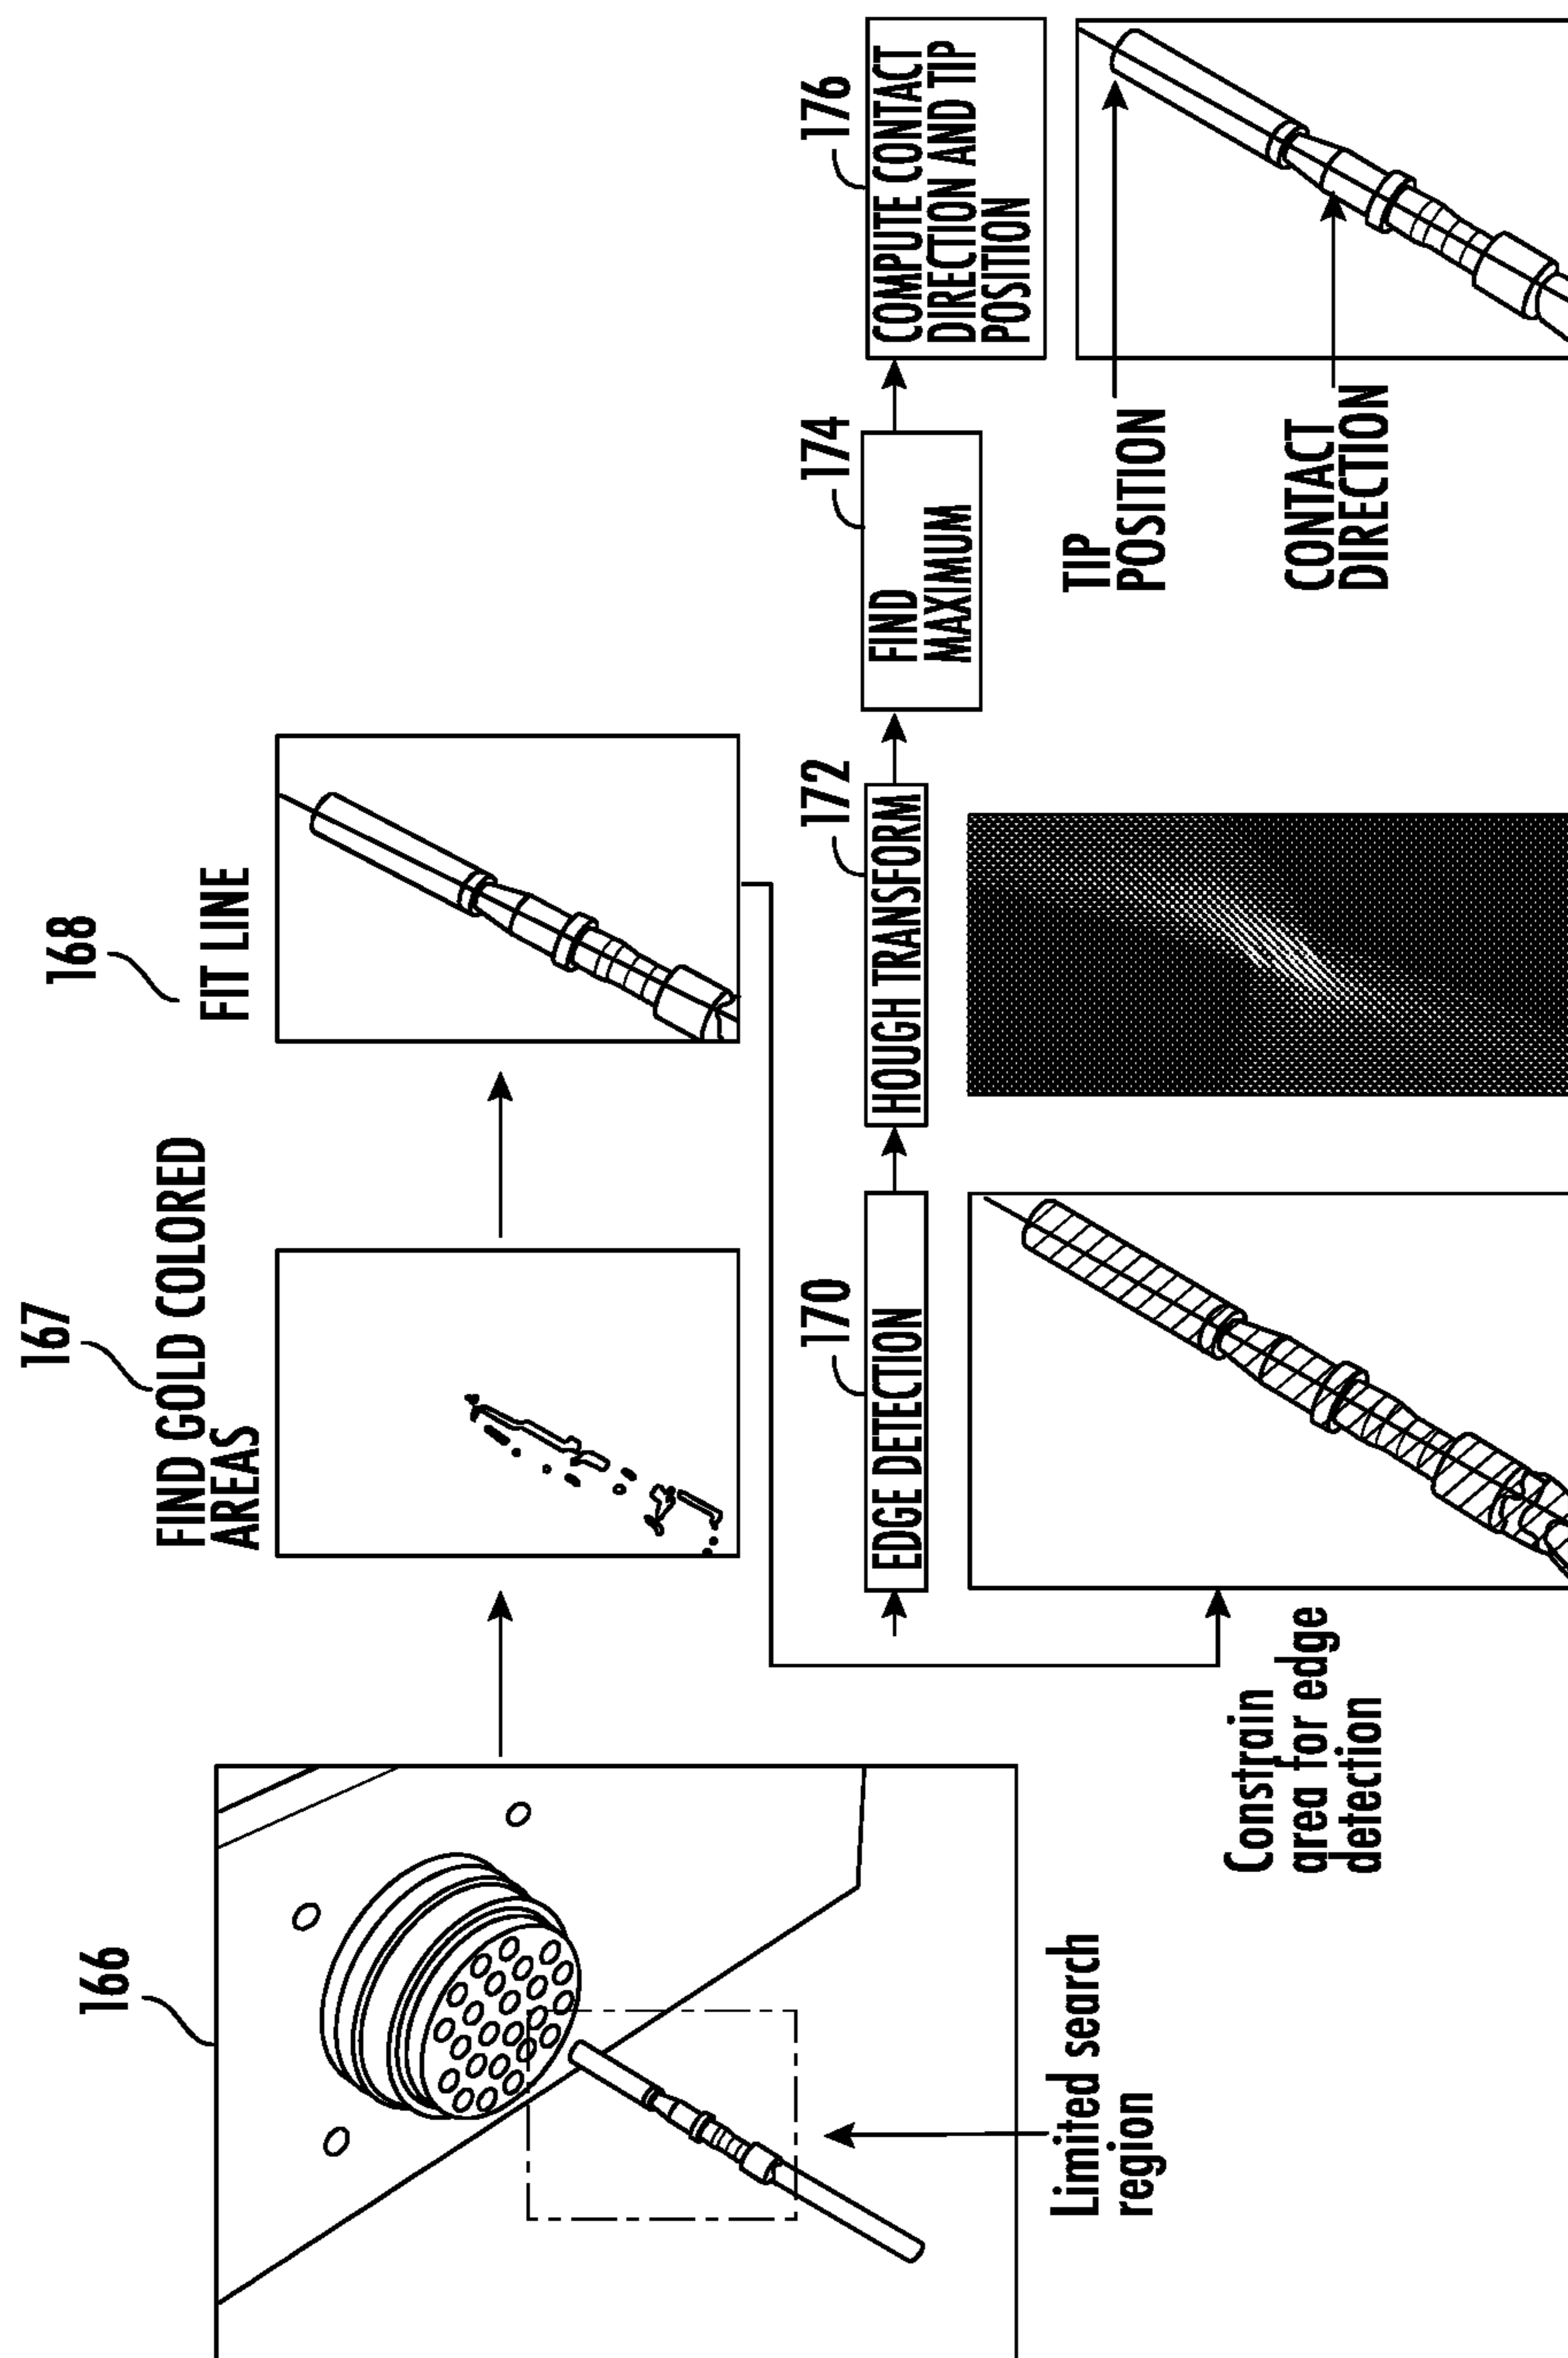 166
Limited search
region
167
FIND GOLD COLORED
AREAS
168
FIT LINE
Constrain
area for edge
detection
170
EDGE DETECTION
172
HOUGH TRANSFORM
174
FIND
MAXIMUM
176
COMPUTE CONTACT
DIRECTION AND TIP
POSITION
TIP
POSITION
CONTACT
DIRECTION